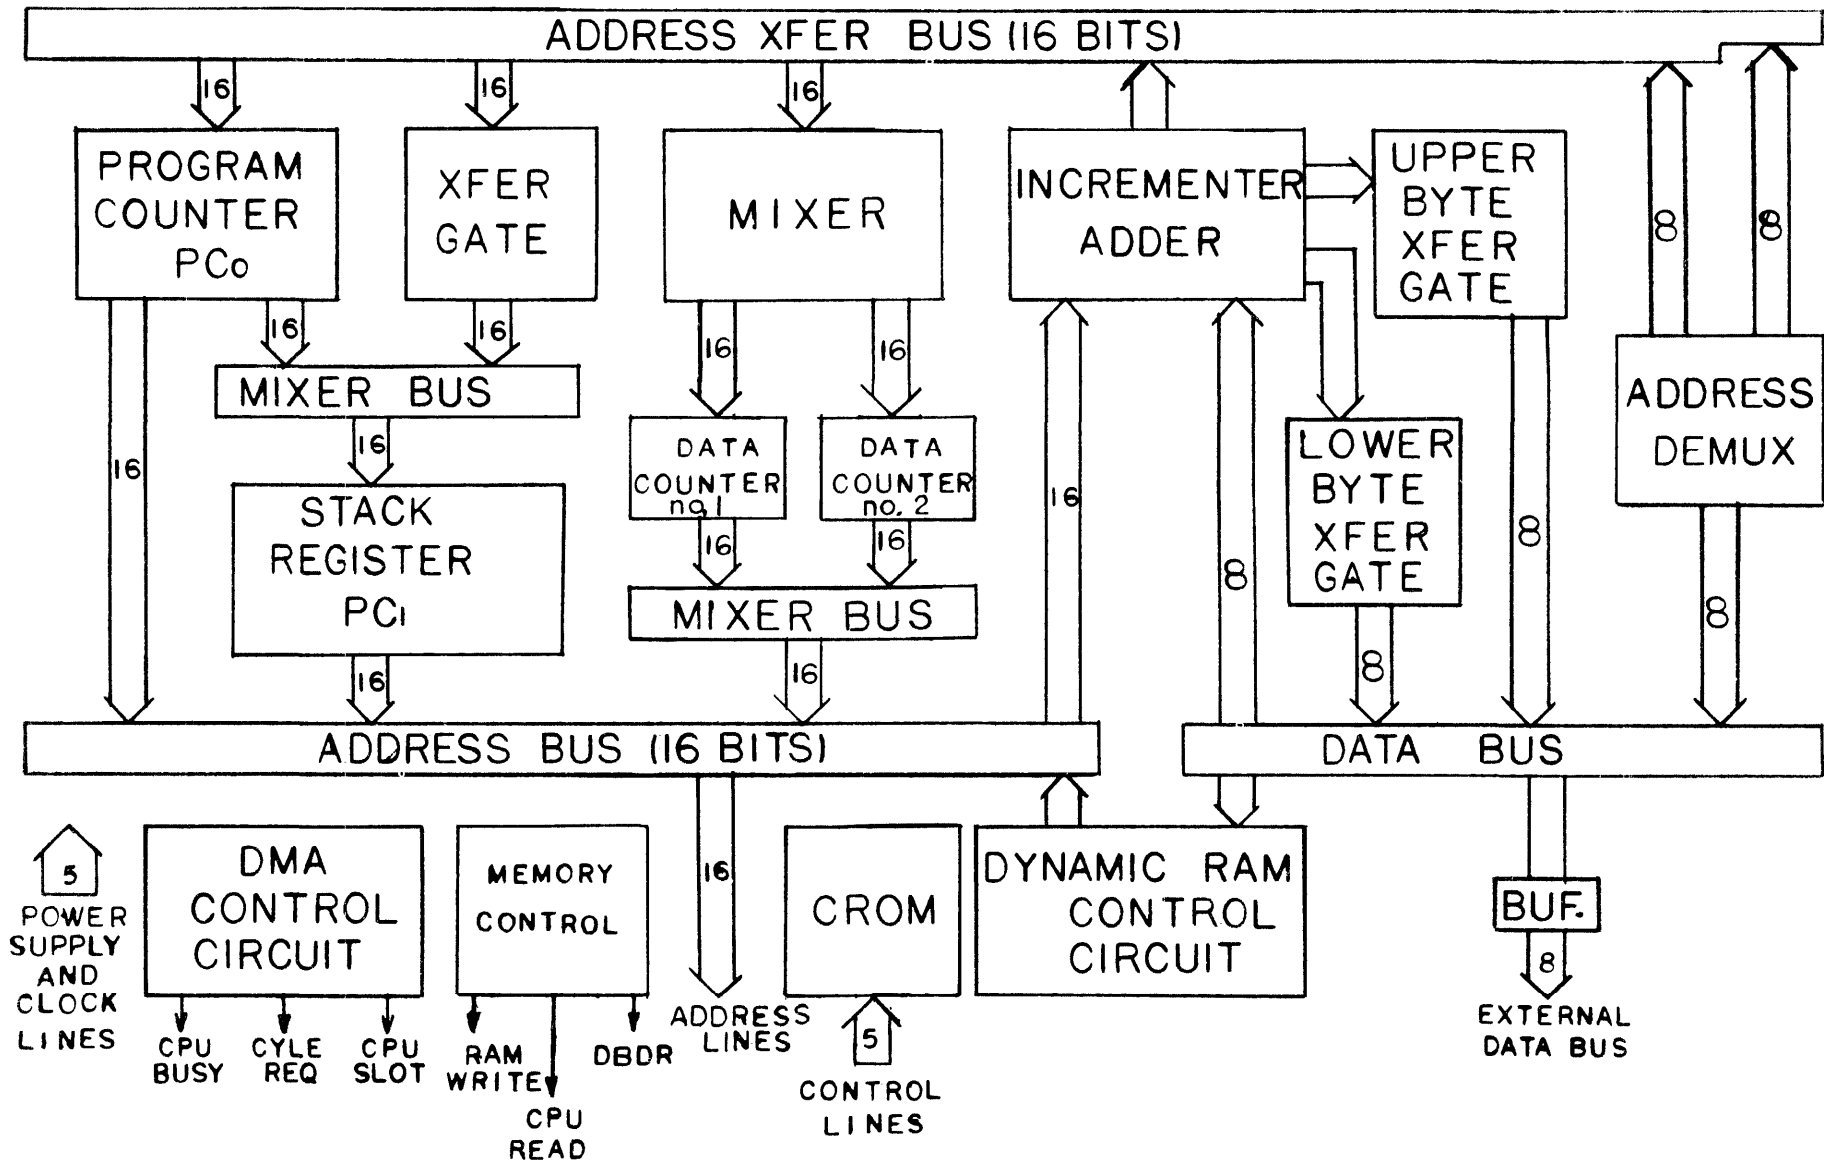 ADDRESS XFER BUS (16 BITS)
16
16
16
PROGRAM
COUNTER
PC0
XFER
GATE
MIXER
INCREMENTER
ADDER
UPPER
BYTE
XFER
GATE
8
8
16
16
16
16
MIXER BUS
16
DATA
COUNTER
no. 1
DATA
COUNTER
no. 2
LOWER
BYTE
XFER
GATE
ADDRESS
DEMUX
16
16
STACK
REGISTER
PC1
16
16
8
8
8
MIXER BUS
16
16
8
ADDRESS BUS (16 BITS)
DATA BUS
5
POWER
SUPPLY
AND
CLOCK
LINES
DMA
CONTROL
CIRCUIT
CPU
BUSY
CYLE
REQ
CPU
SLOT
MEMORY
CONTROL
RAM
WRITE
CPU
READ
DBDR
16
ADDRESS
LINES
CROM
5
CONTROL
LINES
DYNAMIC RAM
CONTROL
CIRCUIT
BUF.
8
EXTERNAL
DATA BUS